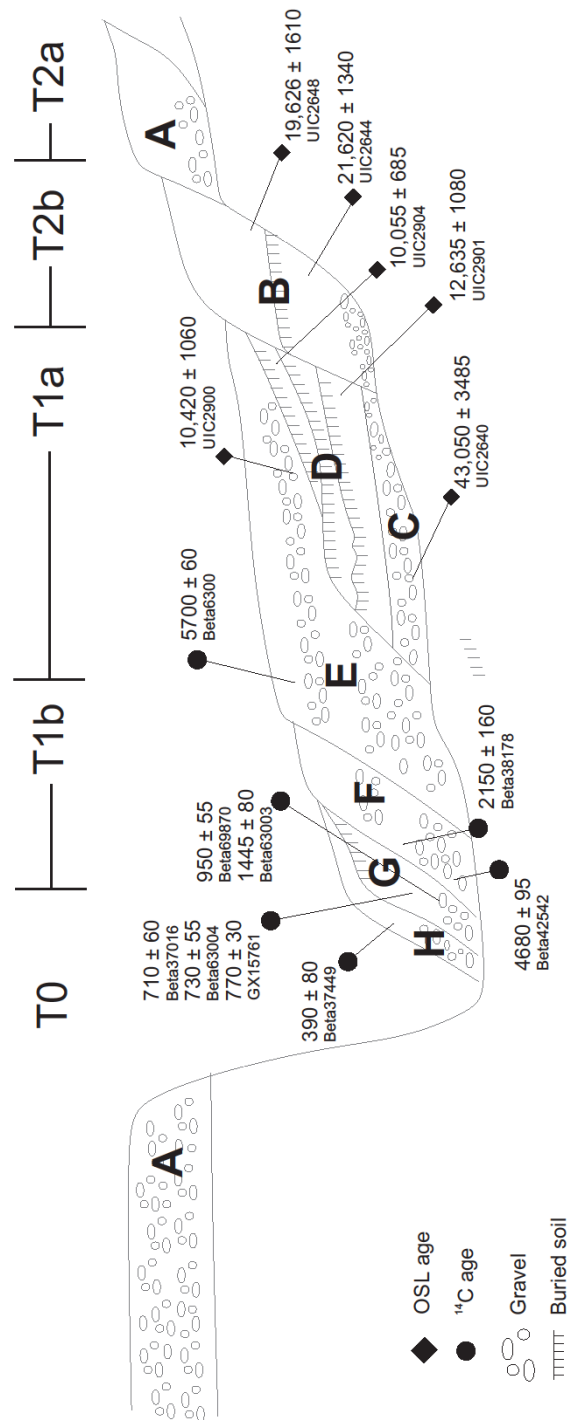 T0
T1b
T1a
T2b
T2a
710 ± 60
Beta37016
730 ± 55
Beta63004
770 ± 30
GX15761
950 ± 55
Beta69870
1445 ± 80
Beta63003
5700 ± 60
Beta6300
10,420 ± 1060
UIC2900
390 ± 80
Beta37449
A
H
G
F
E
D
C
B
A
19,626 ± 1610
UIC2648
21,620 ± 1340
UIC2644
10,055 ± 685
UIC2904
12,635 ± 1080
UIC2901
43,050 ± 3485
UIC2640
2150 ± 160
Beta38178
4680 ± 95
Beta42542
OSL age
¹⁴C age
Gravel
Buried soil